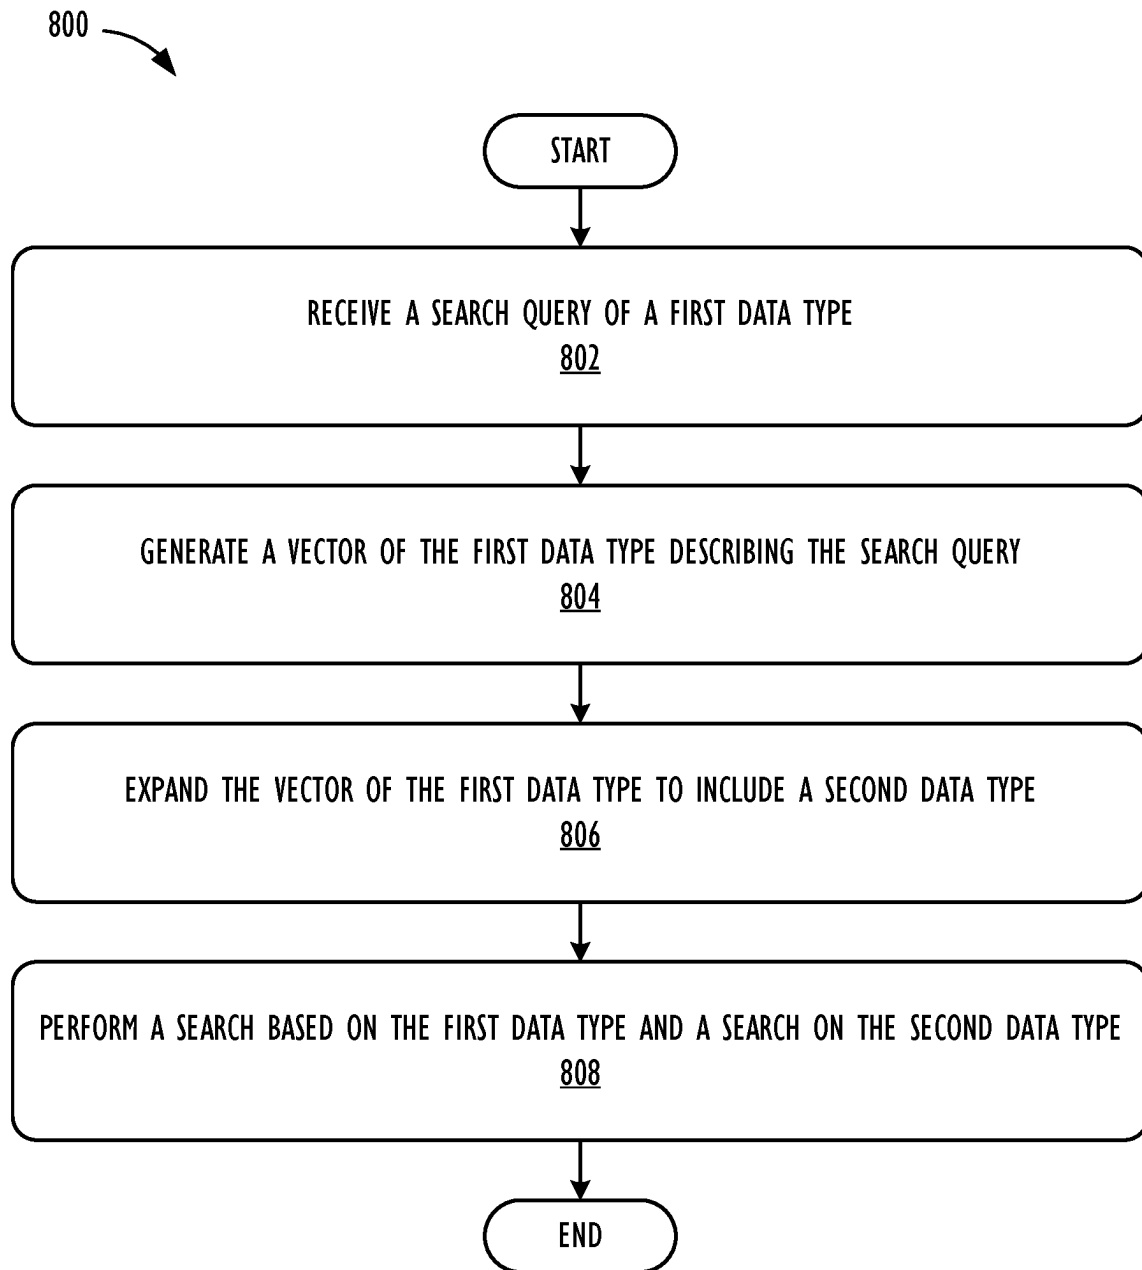 800
START
RECEIVE A SEARCH QUERY OF A FIRST DATA TYPE
802
GENERATE A VECTOR OF THE FIRST DATA TYPE DESCRIBING THE SEARCH QUERY
804
EXPAND THE VECTOR OF THE FIRST DATA TYPE TO INCLUDE A SECOND DATA TYPE
806
PERFORM A SEARCH BASED ON THE FIRST DATA TYPE AND A SEARCH ON THE SECOND DATA TYPE
808
END